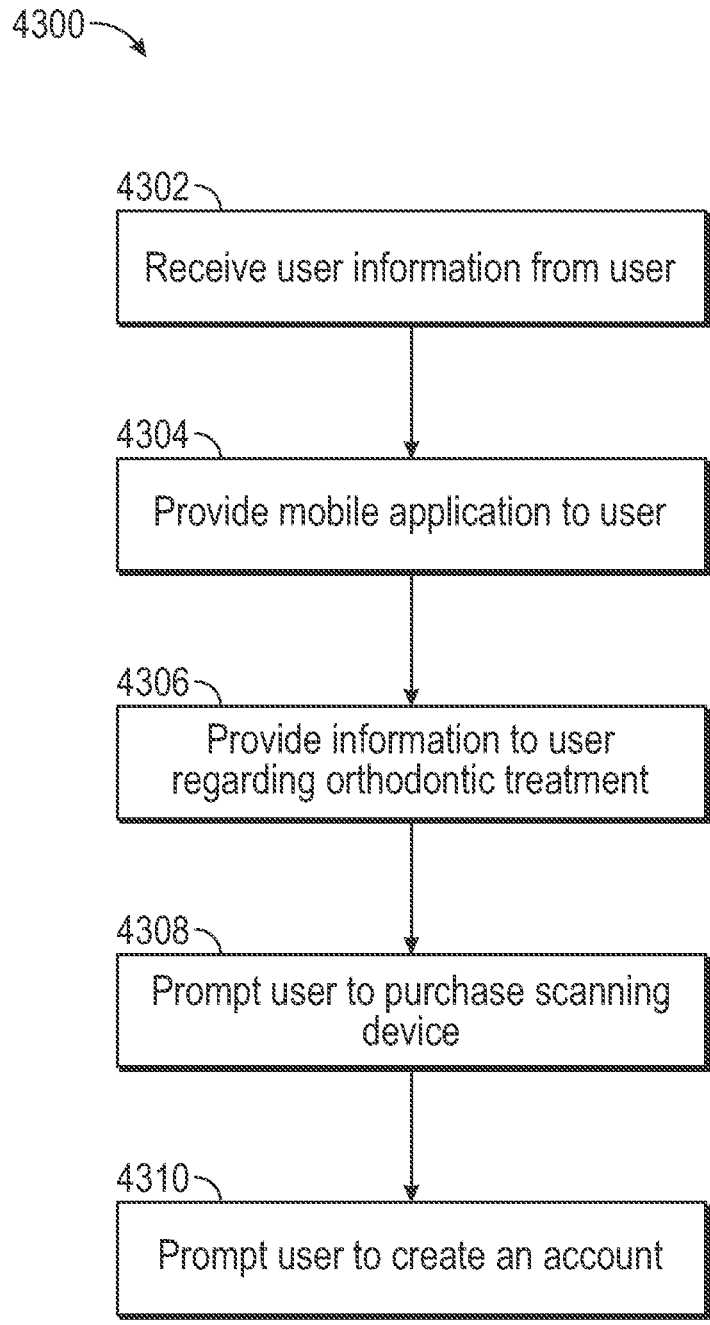 4300
4302
Receive user information from user
4304
Provide mobile application to user
4306
Provide information to user
regarding orthodontic treatment
4308
Prompt user to purchase scanning
device
4310
Prompt user to create an account